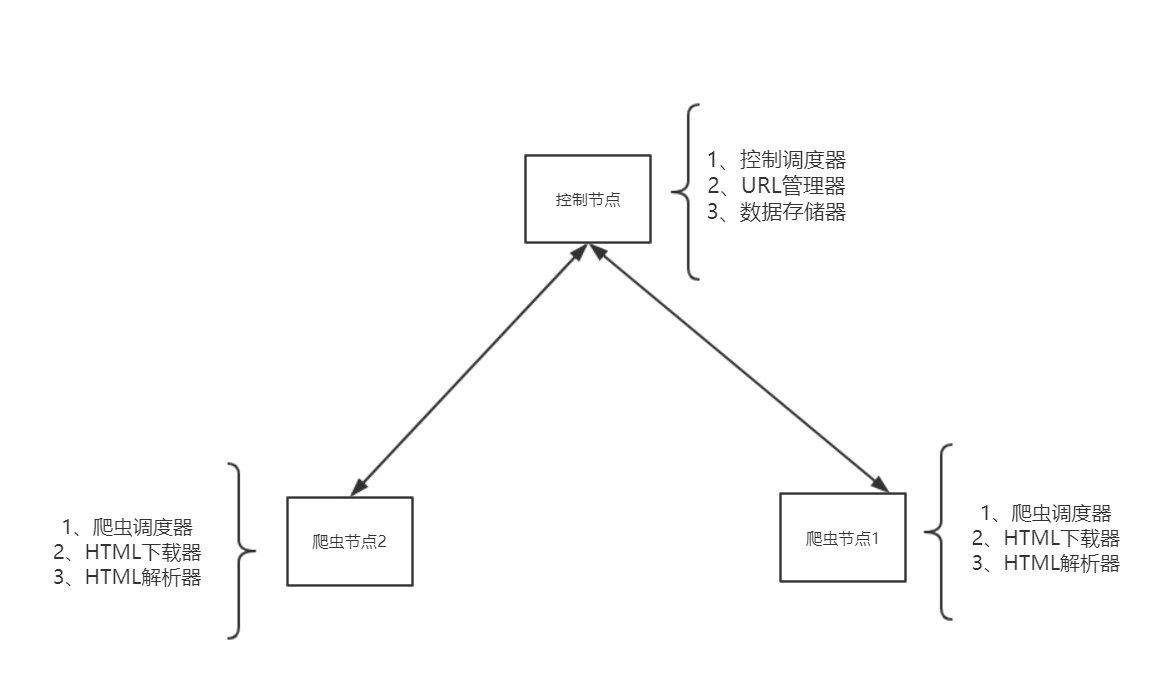 控制节点
1、控制调度器
2、URL管理器
3、数据存储器
1、爬虫调度器
2、HTML下载器
3、HTML解析器
爬虫节点2
爬虫节点1
1、爬虫调度器
2、HTML下载器
3、HTML解析器